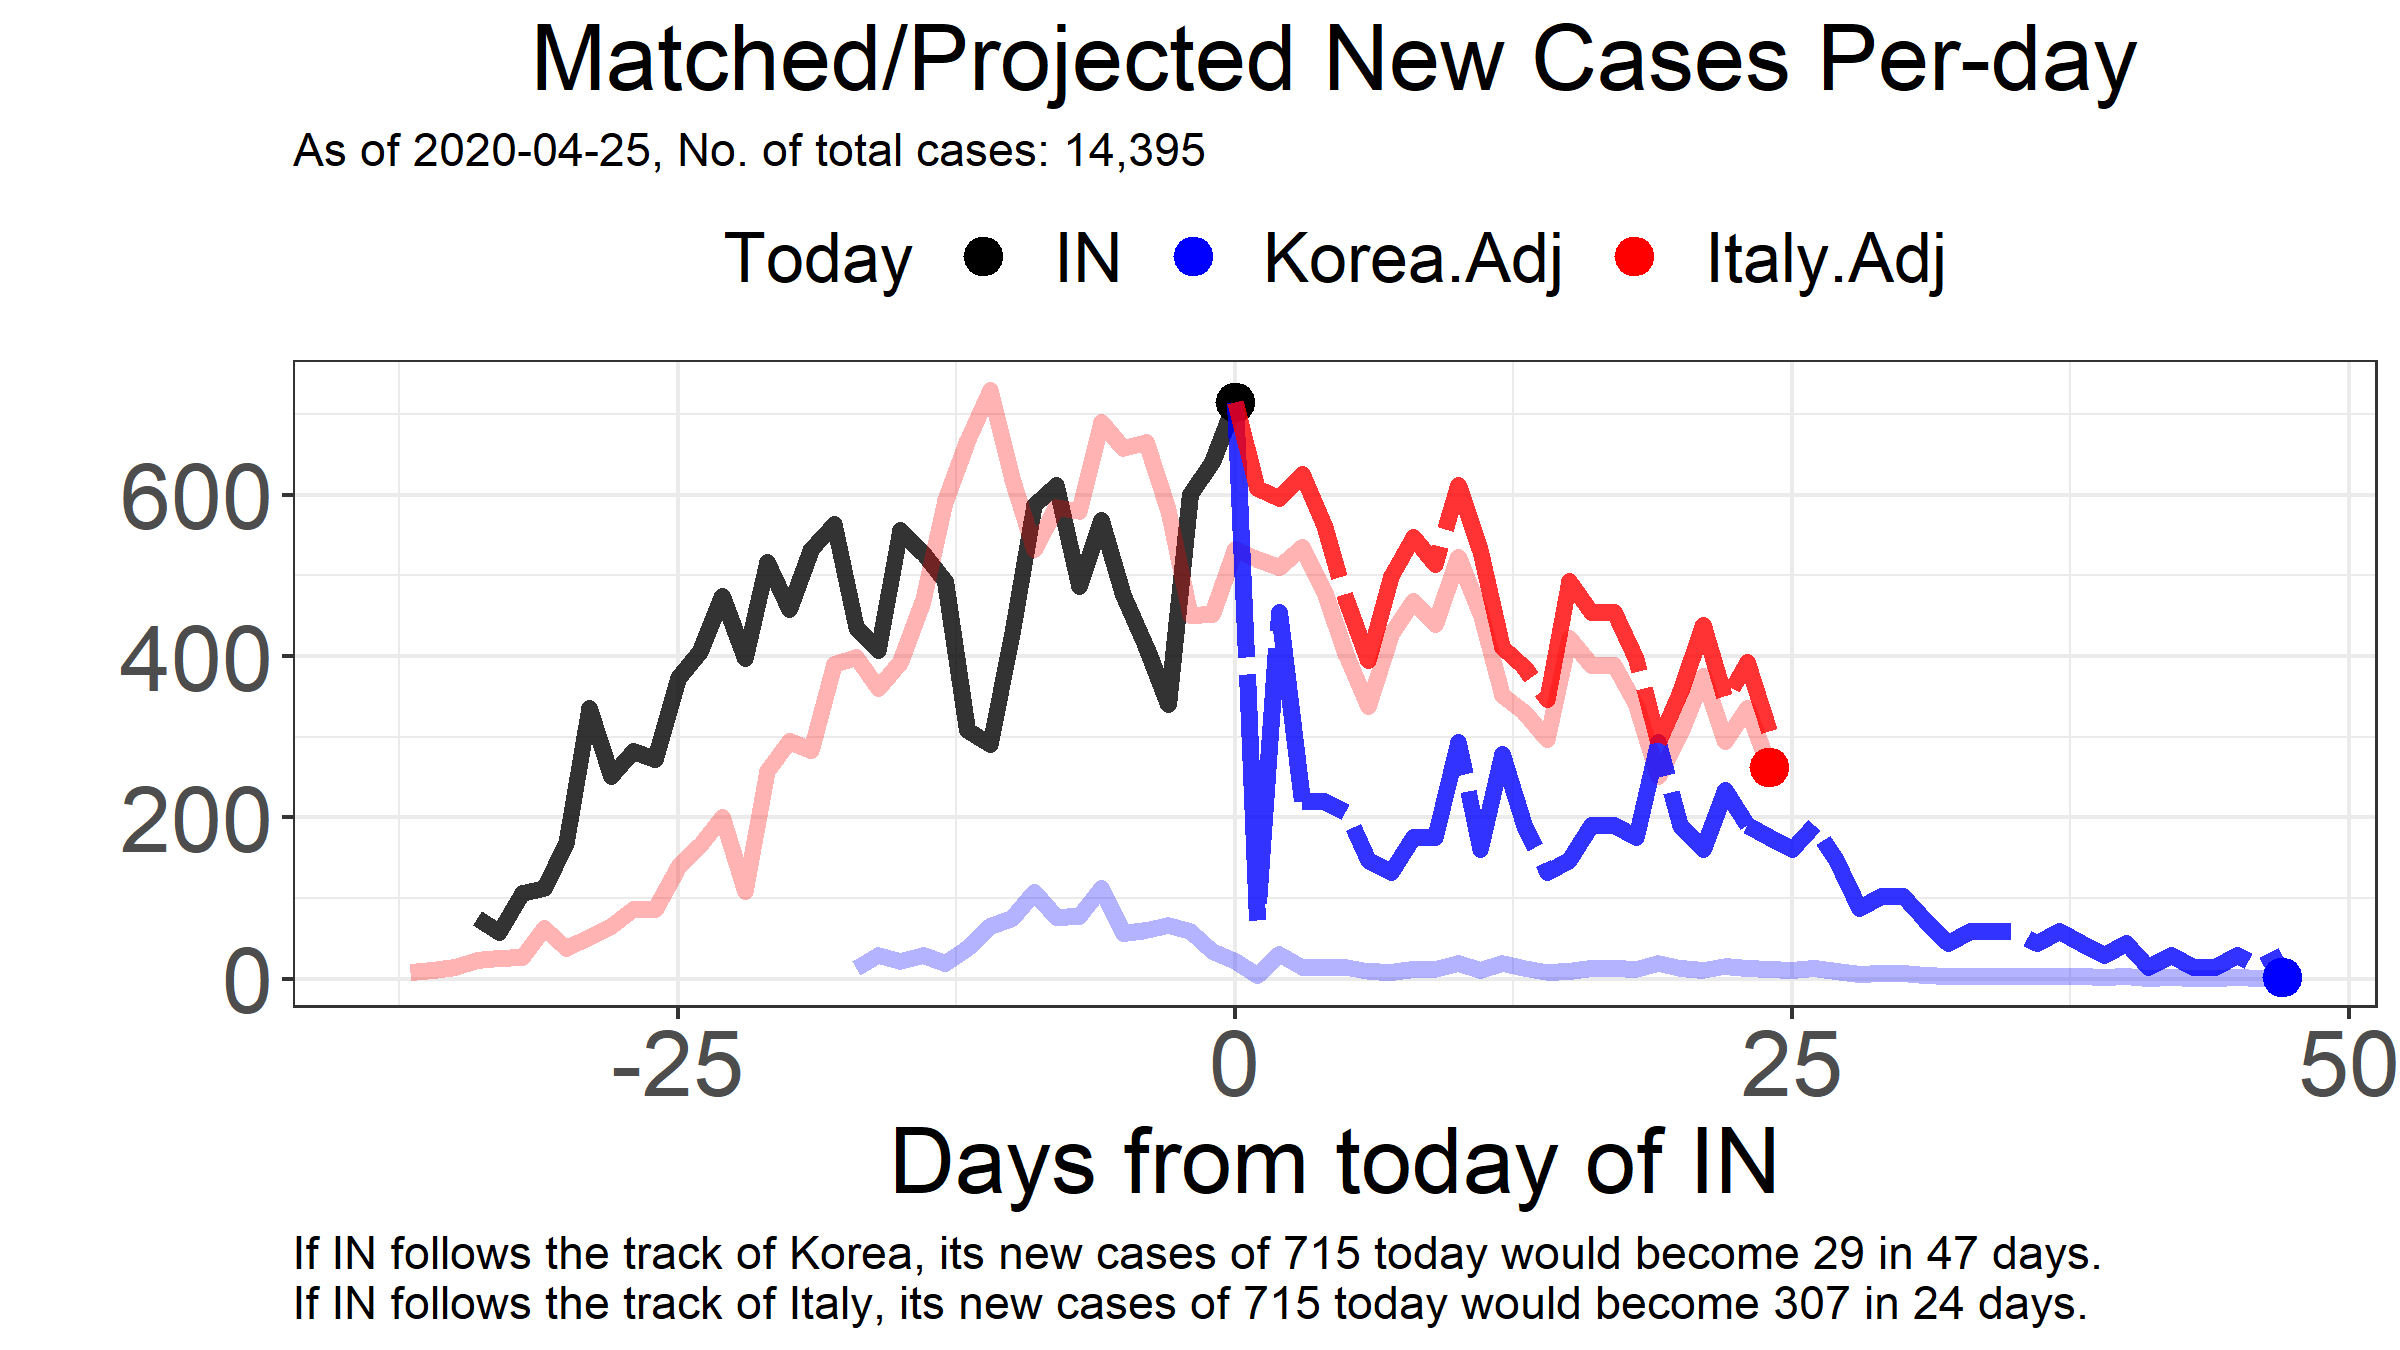 Matched/Projected New Cases Per-day
As of 2020-04-25, No. of total cases: 14,395
Today IN Korea.Adj Italy.Adj
600
400
200
0
-25 0 25 50
Days from today of IN
If IN follows the track of Korea, its new cases of 715 today would become 29 in 47 days.
If IN follows the track of Italy, its new cases of 715 today would become 307 in 24 days.